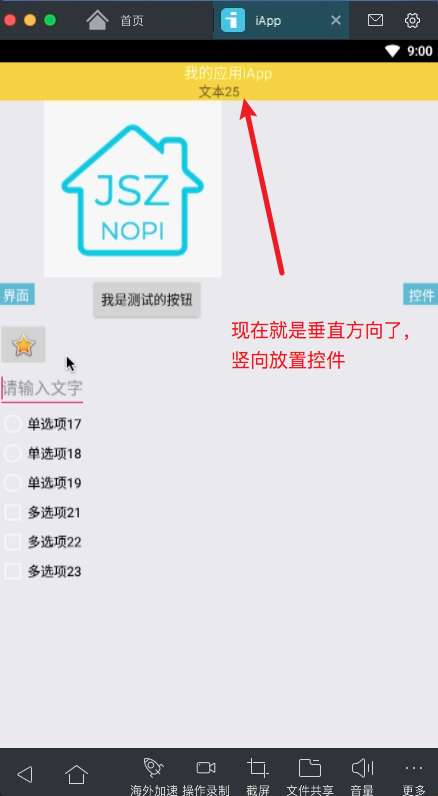 首页
iApp
9:00
我的应用iApp
文本25
JSZ
NOPI
界面
我是测试的按钮
控件
现在就是垂直方向了，
竖向放置控件
请输入文字
单选项17
单选项18
单选项19
多选项21
多选项22
多选项23
海外加速 操作录制 截屏 文件共享 音量 更多